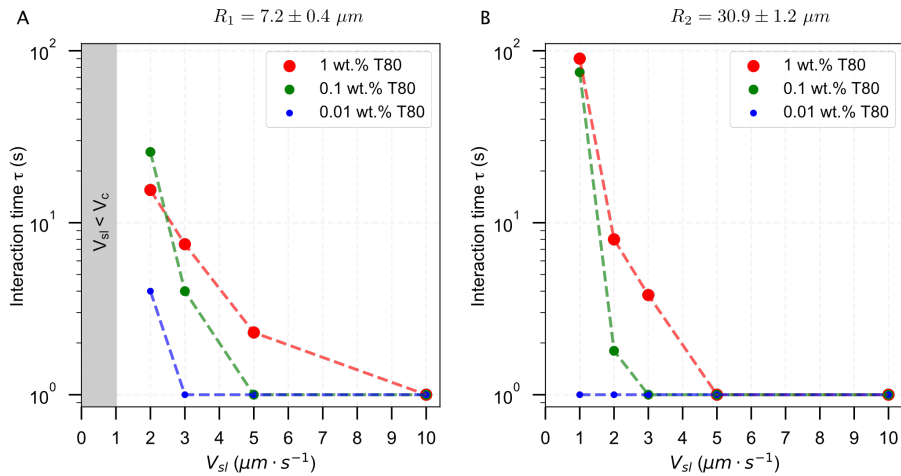 A
R₁ = 7.2 ± 0.4 μm
Interaction time τ (s)
10²
10¹
10⁰
V_sl < V_c
1 wt.% T80
0.1 wt.% T80
0.01 wt.% T80
0 1 2 3 4 5 6 7 8 9 10
V_sl (μm · s⁻¹)
B
R₂ = 30.9 ± 1.2 μm
Interaction time τ (s)
10²
10¹
10⁰
1 wt.% T80
0.1 wt.% T80
0.01 wt.% T80
0 1 2 3 4 5 6 7 8 9 10
V_sl (μm · s⁻¹)